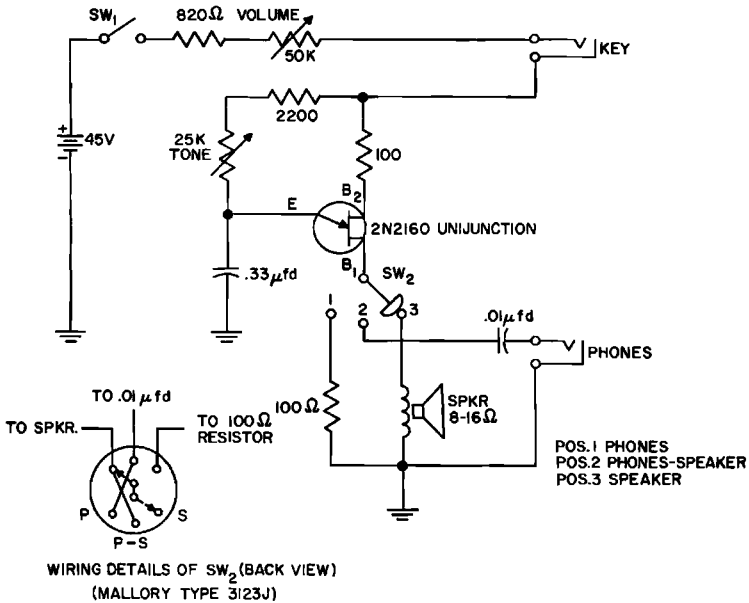 SW1
820Ω VOLUME
50K
KEY
2200
25K
TONE
100
+
45V
-
B2
E
2N2160 UNIJUNCTION
.33μfd
B1
SW2
1
2
3
.01μfd
PHONES
100Ω
SPKR
8-16Ω
TO .01μfd
TO SPKR.
TO 100Ω
RESISTOR
POS.1 PHONES
POS.2 PHONES-SPEAKER
POS.3 SPEAKER
P
S
P-S
WIRING DETAILS OF SW2 (BACK VIEW)
(MALLORY TYPE 3123J)